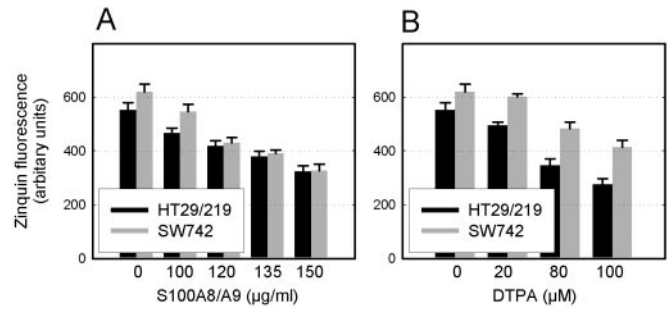 A
B
Zinquin fluorescence
(arbitary units)
600
400
200
0
HT29/219
SW742
0 100 120 135 150
S100A8/A9 (µg/ml)
600
400
200
0
HT29/219
SW742
0 20 80 100
DTPA (µM)